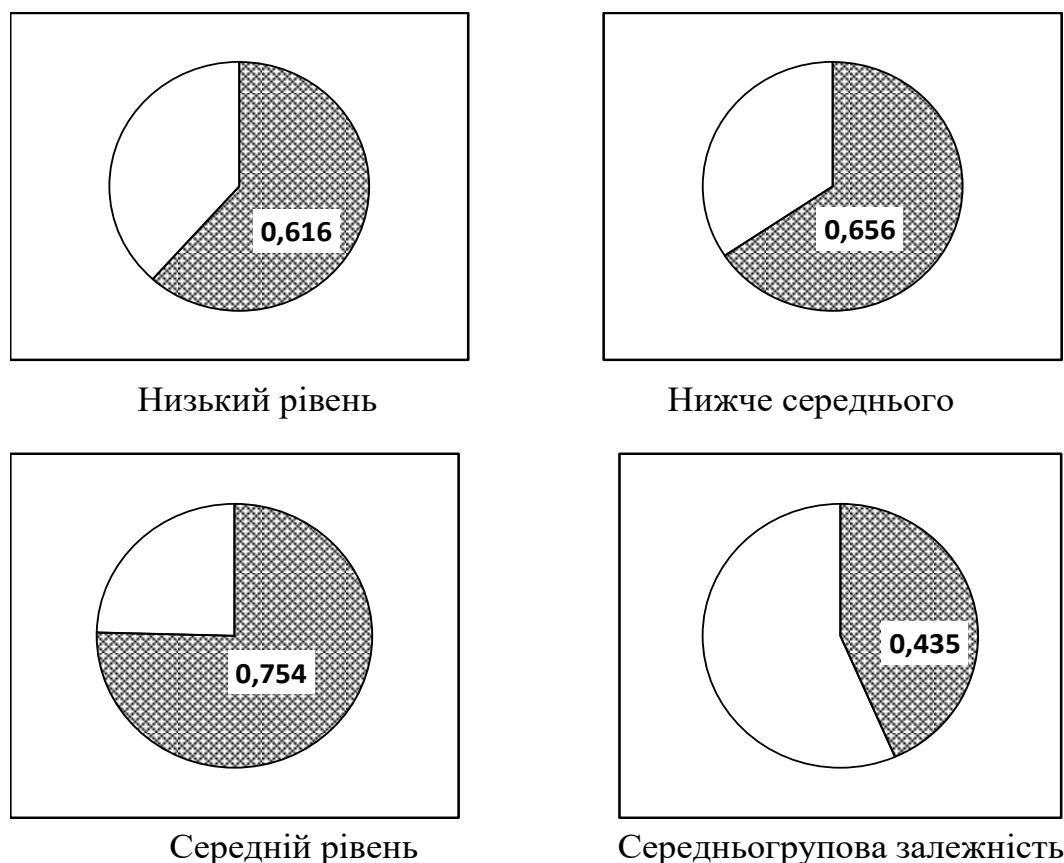 0,616
0,656
Низький рівень
Нижче середнього
0,754
0,435
Середній рівень
Середньогрупова залежність